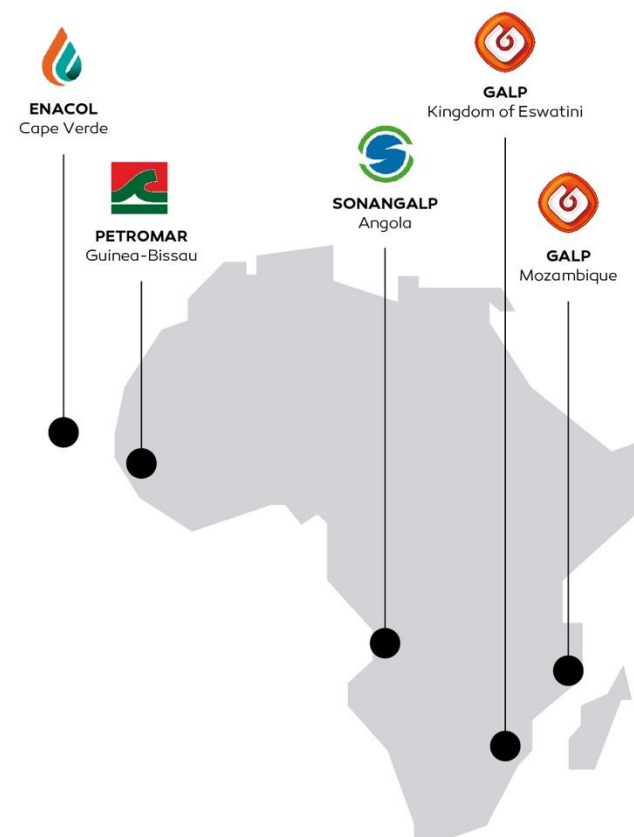 ENACOL
Cape Verde
PETROMAR
Guinea-Bissau
SONANGALP
Angola
GALP
Kingdom of Eswatini
GALP
Mozambique